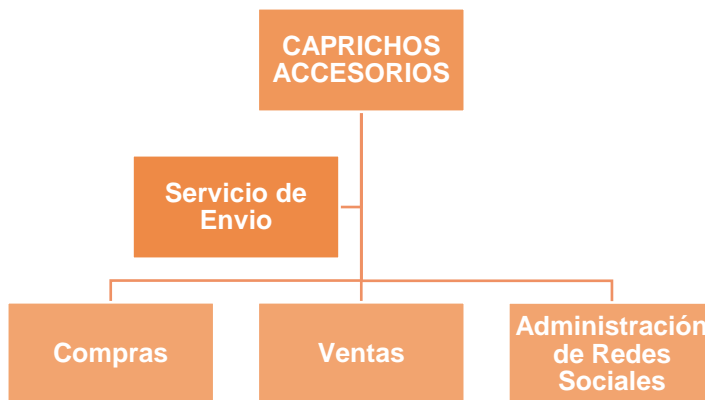 CAPRICHOS
ACCESORIOS
Servicio de
Envio
Compras
Ventas
Administración
de Redes
Sociales